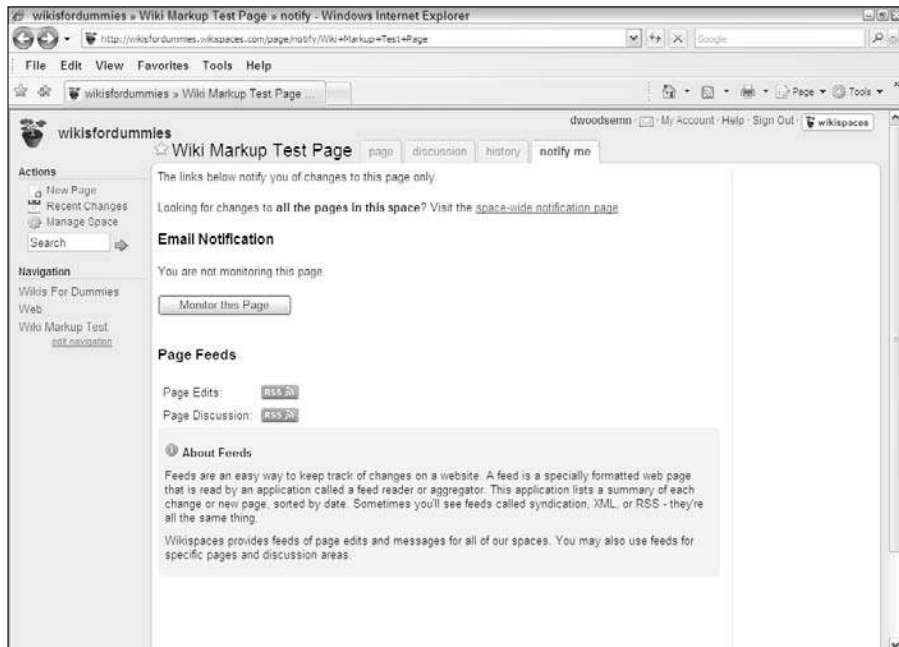 wikisfordummies » Wiki Markup Test Page » notify - Windows Internet Explorer
http://wikisfordummies.wikispaces.com/page/notify/Wiki+Markup+Test+Page
Google
File Edit View Favorites Tools Help
wikisfordummies » Wiki Markup Test Page ...
Page Tools
dwoodsemn · My Account · Help · Sign Out · wikispaces
wikisfordummies
Wiki Markup Test Page page discussion history notify me
Actions
New Page
Recent Changes
Manage Space
Search
Navigation
Wikis For Dummies
Web
Wiki Markup Test
edit navigation
The links below notify you of changes to this page only.
Looking for changes to all the pages in this space? Visit the space-wide notification page
Email Notification
You are not monitoring this page.
Monitor this Page
Page Feeds
Page Edits: RSS
Page Discussion: RSS
About Feeds
Feeds are an easy way to keep track of changes on a website. A feed is a specially formatted web page
that is read by an application called a feed reader or aggregator. This application lists a summary of each
change or new page, sorted by date. Sometimes you'll see feeds called syndication, XML, or RSS - they're
all the same thing.
Wikispaces provides feeds of page edits and messages for all of our spaces. You may also use feeds for
specific pages and discussion areas.